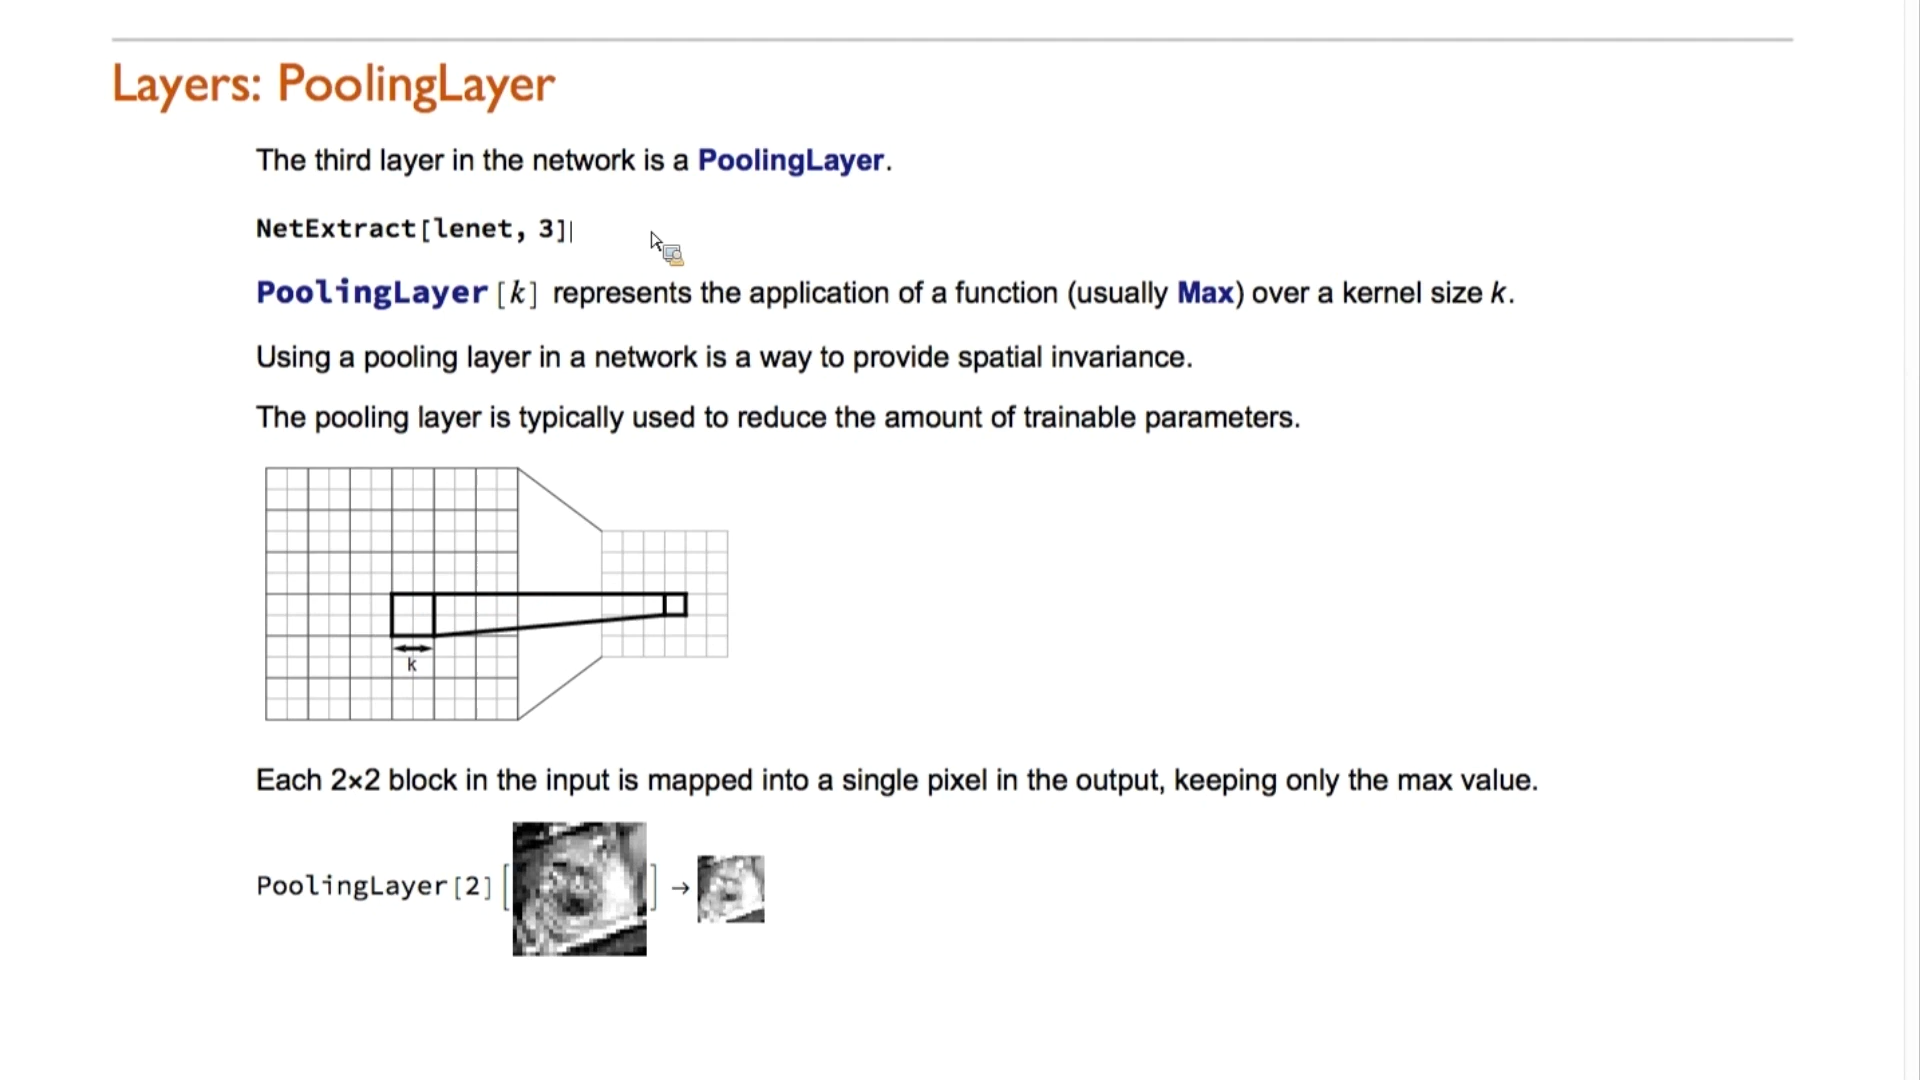 Layers: PoolingLayer
The third layer in the network is a PoolingLayer.
NetExtract[lenet, 3]
PoolingLayer[k] represents the application of a function (usually Max) over a kernel size k.
Using a pooling layer in a network is a way to provide spatial invariance.
The pooling layer is typically used to reduce the amount of trainable parameters.
k
Each 2×2 block in the input is mapped into a single pixel in the output, keeping only the max value.
PoolingLayer[2][ ] →